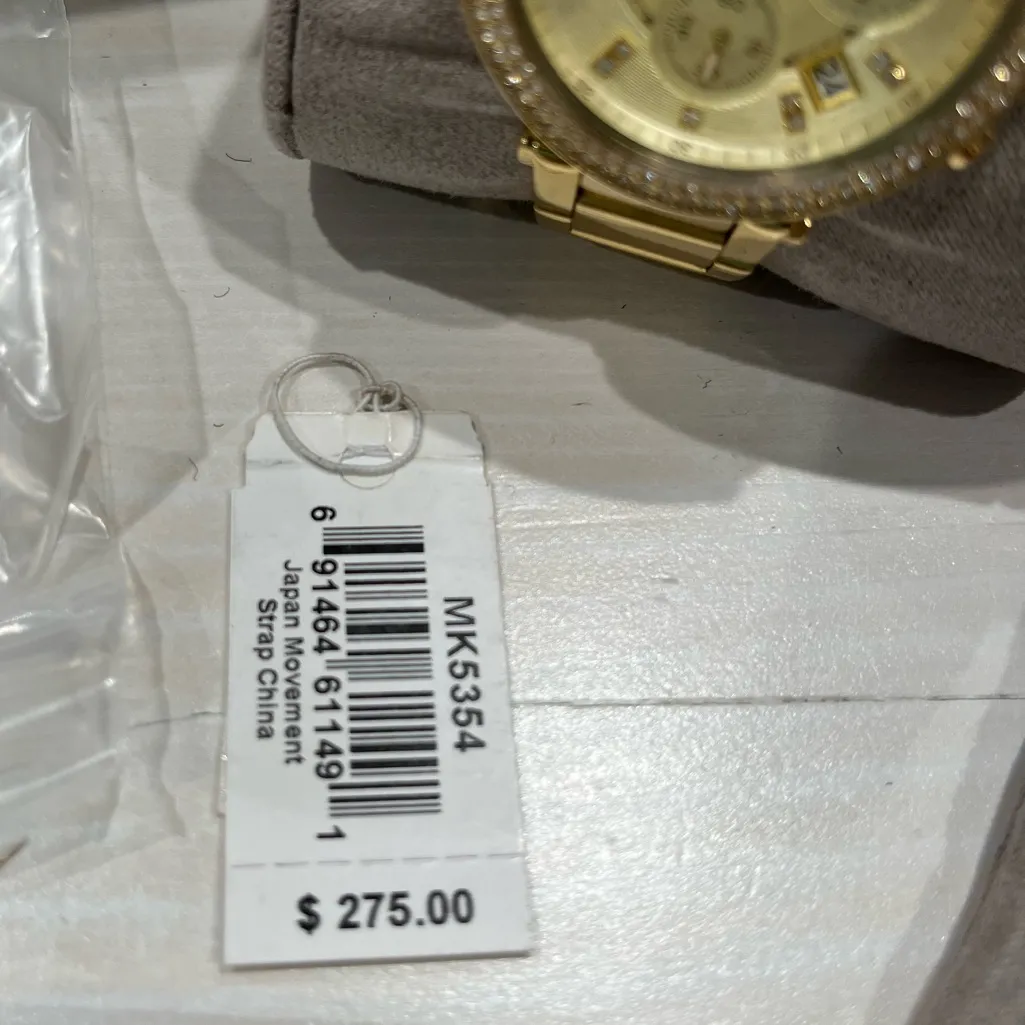 MK5354
6 91464 61149 1
Japan Movement
Strap China
$ 275.00